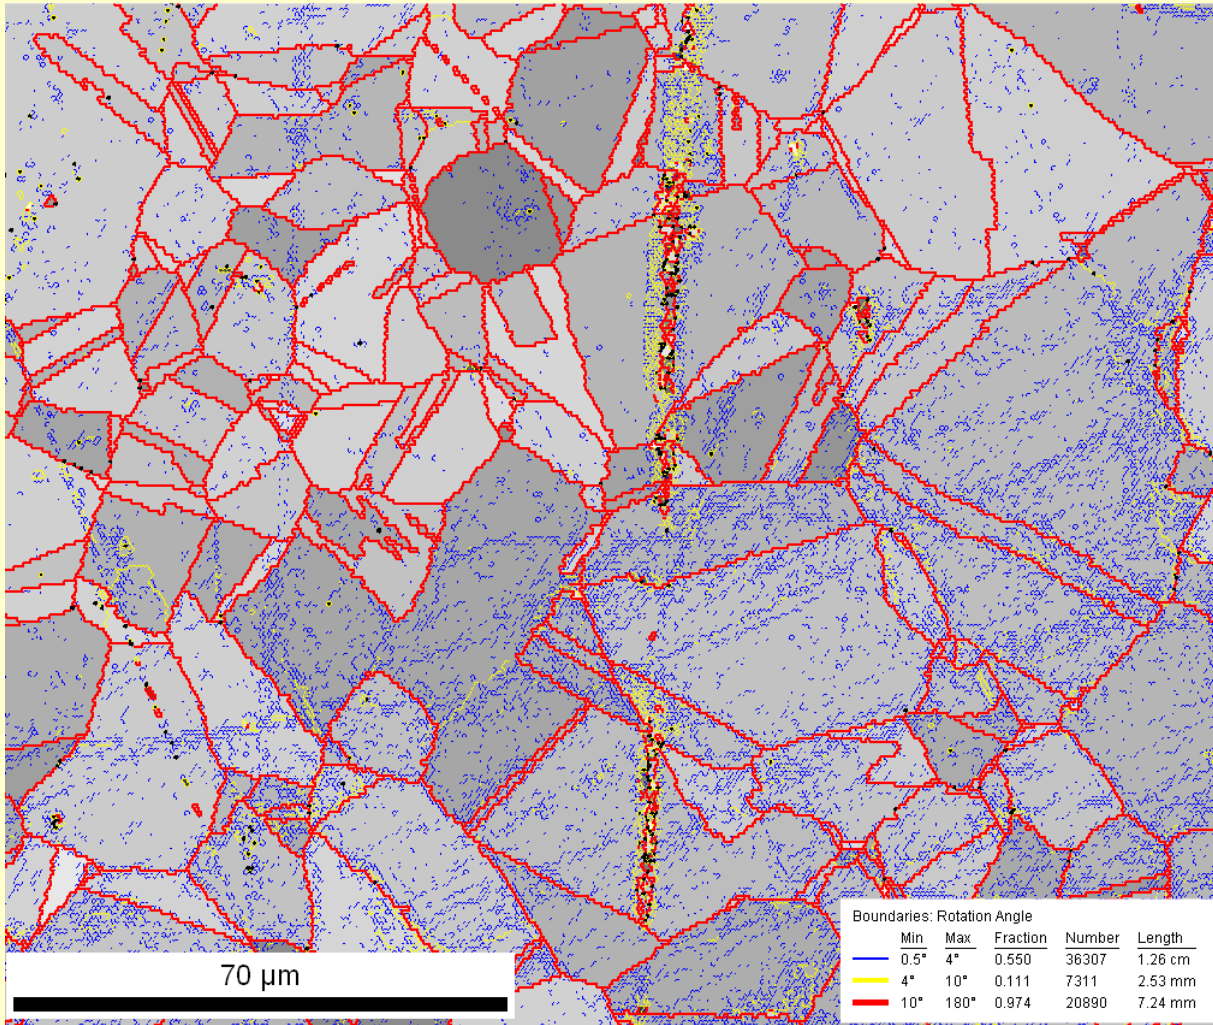 70 µm
Boundaries: Rotation Angle
Min Max Fraction Number Length
0.5° 4° 0.550 36307 1.26 cm
4° 10° 0.111 7311 2.53 mm
10° 180° 0.974 20890 7.24 mm